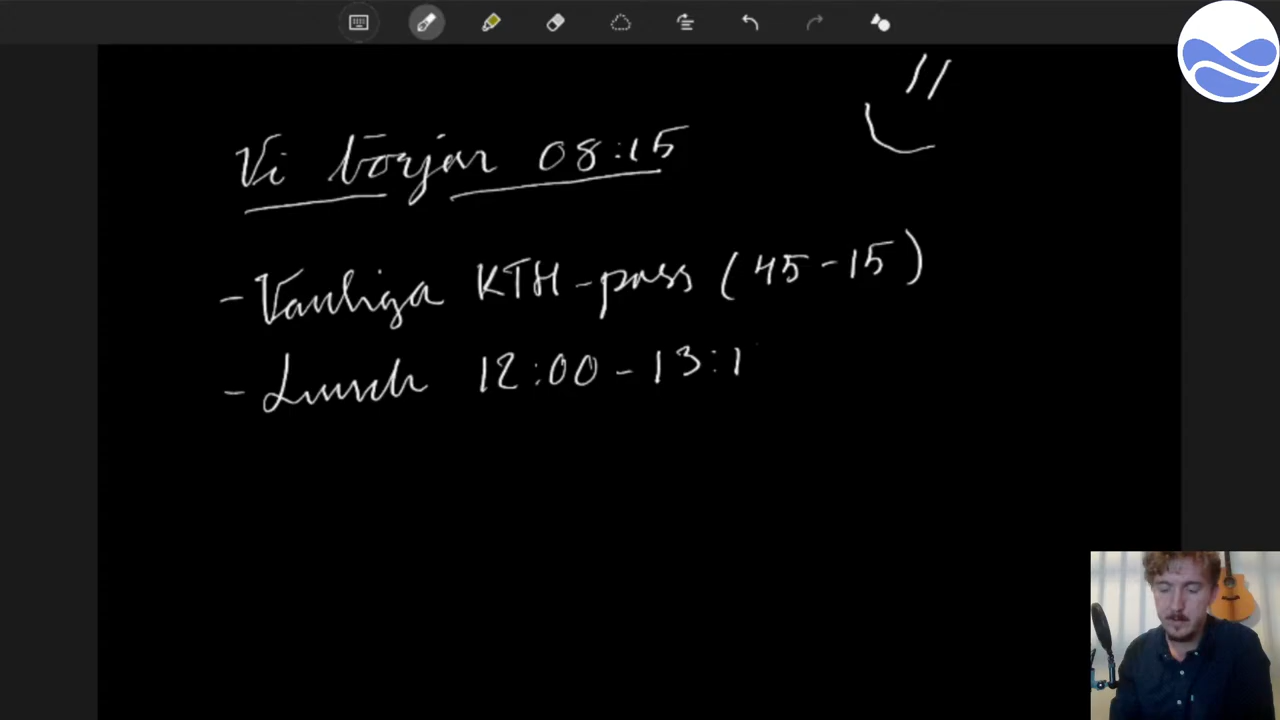 Vi börjar 08:15
- Vanliga KTH-pass (45-15)
- Lunch 12:00 - 13:1